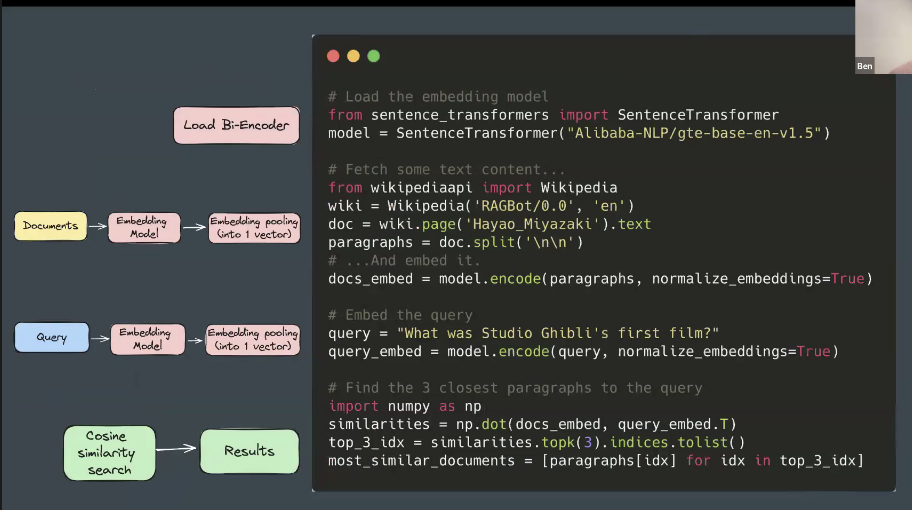 Ben
Load Bi-Encoder
Documents
Embedding
Model
Embedding pooling
(into 1 vector)
Query
Embedding
Model
Embedding pooling
(into 1 vector)
Cosine
similarity
search
Results
# Load the embedding model
from sentence_transformers import SentenceTransformer
model = SentenceTransformer("Alibaba-NLP/gte-base-en-v1.5")
# Fetch some text content...
from wikipediaapi import Wikipedia
wiki = Wikipedia('RAGBot/0.0', 'en')
doc = wiki.page('Hayao_Miyazaki').text
paragraphs = doc.split('\n\n')
# ...And embed it.
docs_embed = model.encode(paragraphs, normalize_embeddings=True)
# Embed the query
query = "What was Studio Ghibli's first film?"
query_embed = model.encode(query, normalize_embeddings=True)
# Find the 3 closest paragraphs to the query
import numpy as np
similarities = np.dot(docs_embed, query_embed.T)
top_3_idx = similarities.topk(3).indices.tolist()
most_similar_documents = [paragraphs[idx] for idx in top_3_idx]